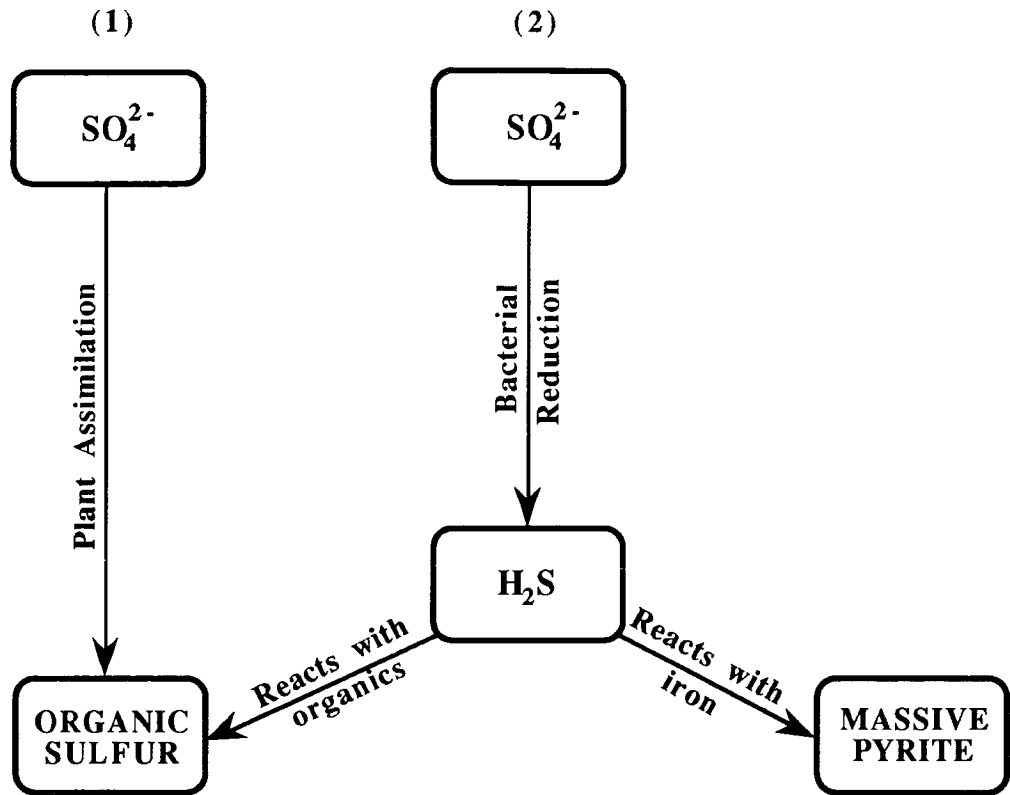 (1)
(2)
SO₄²⁻
SO₄²⁻
Plant Assimilation
Bacterial
Reduction
H₂S
Reacts with
organics
Reacts with
iron
ORGANIC
SULFUR
MASSIVE
PYRITE